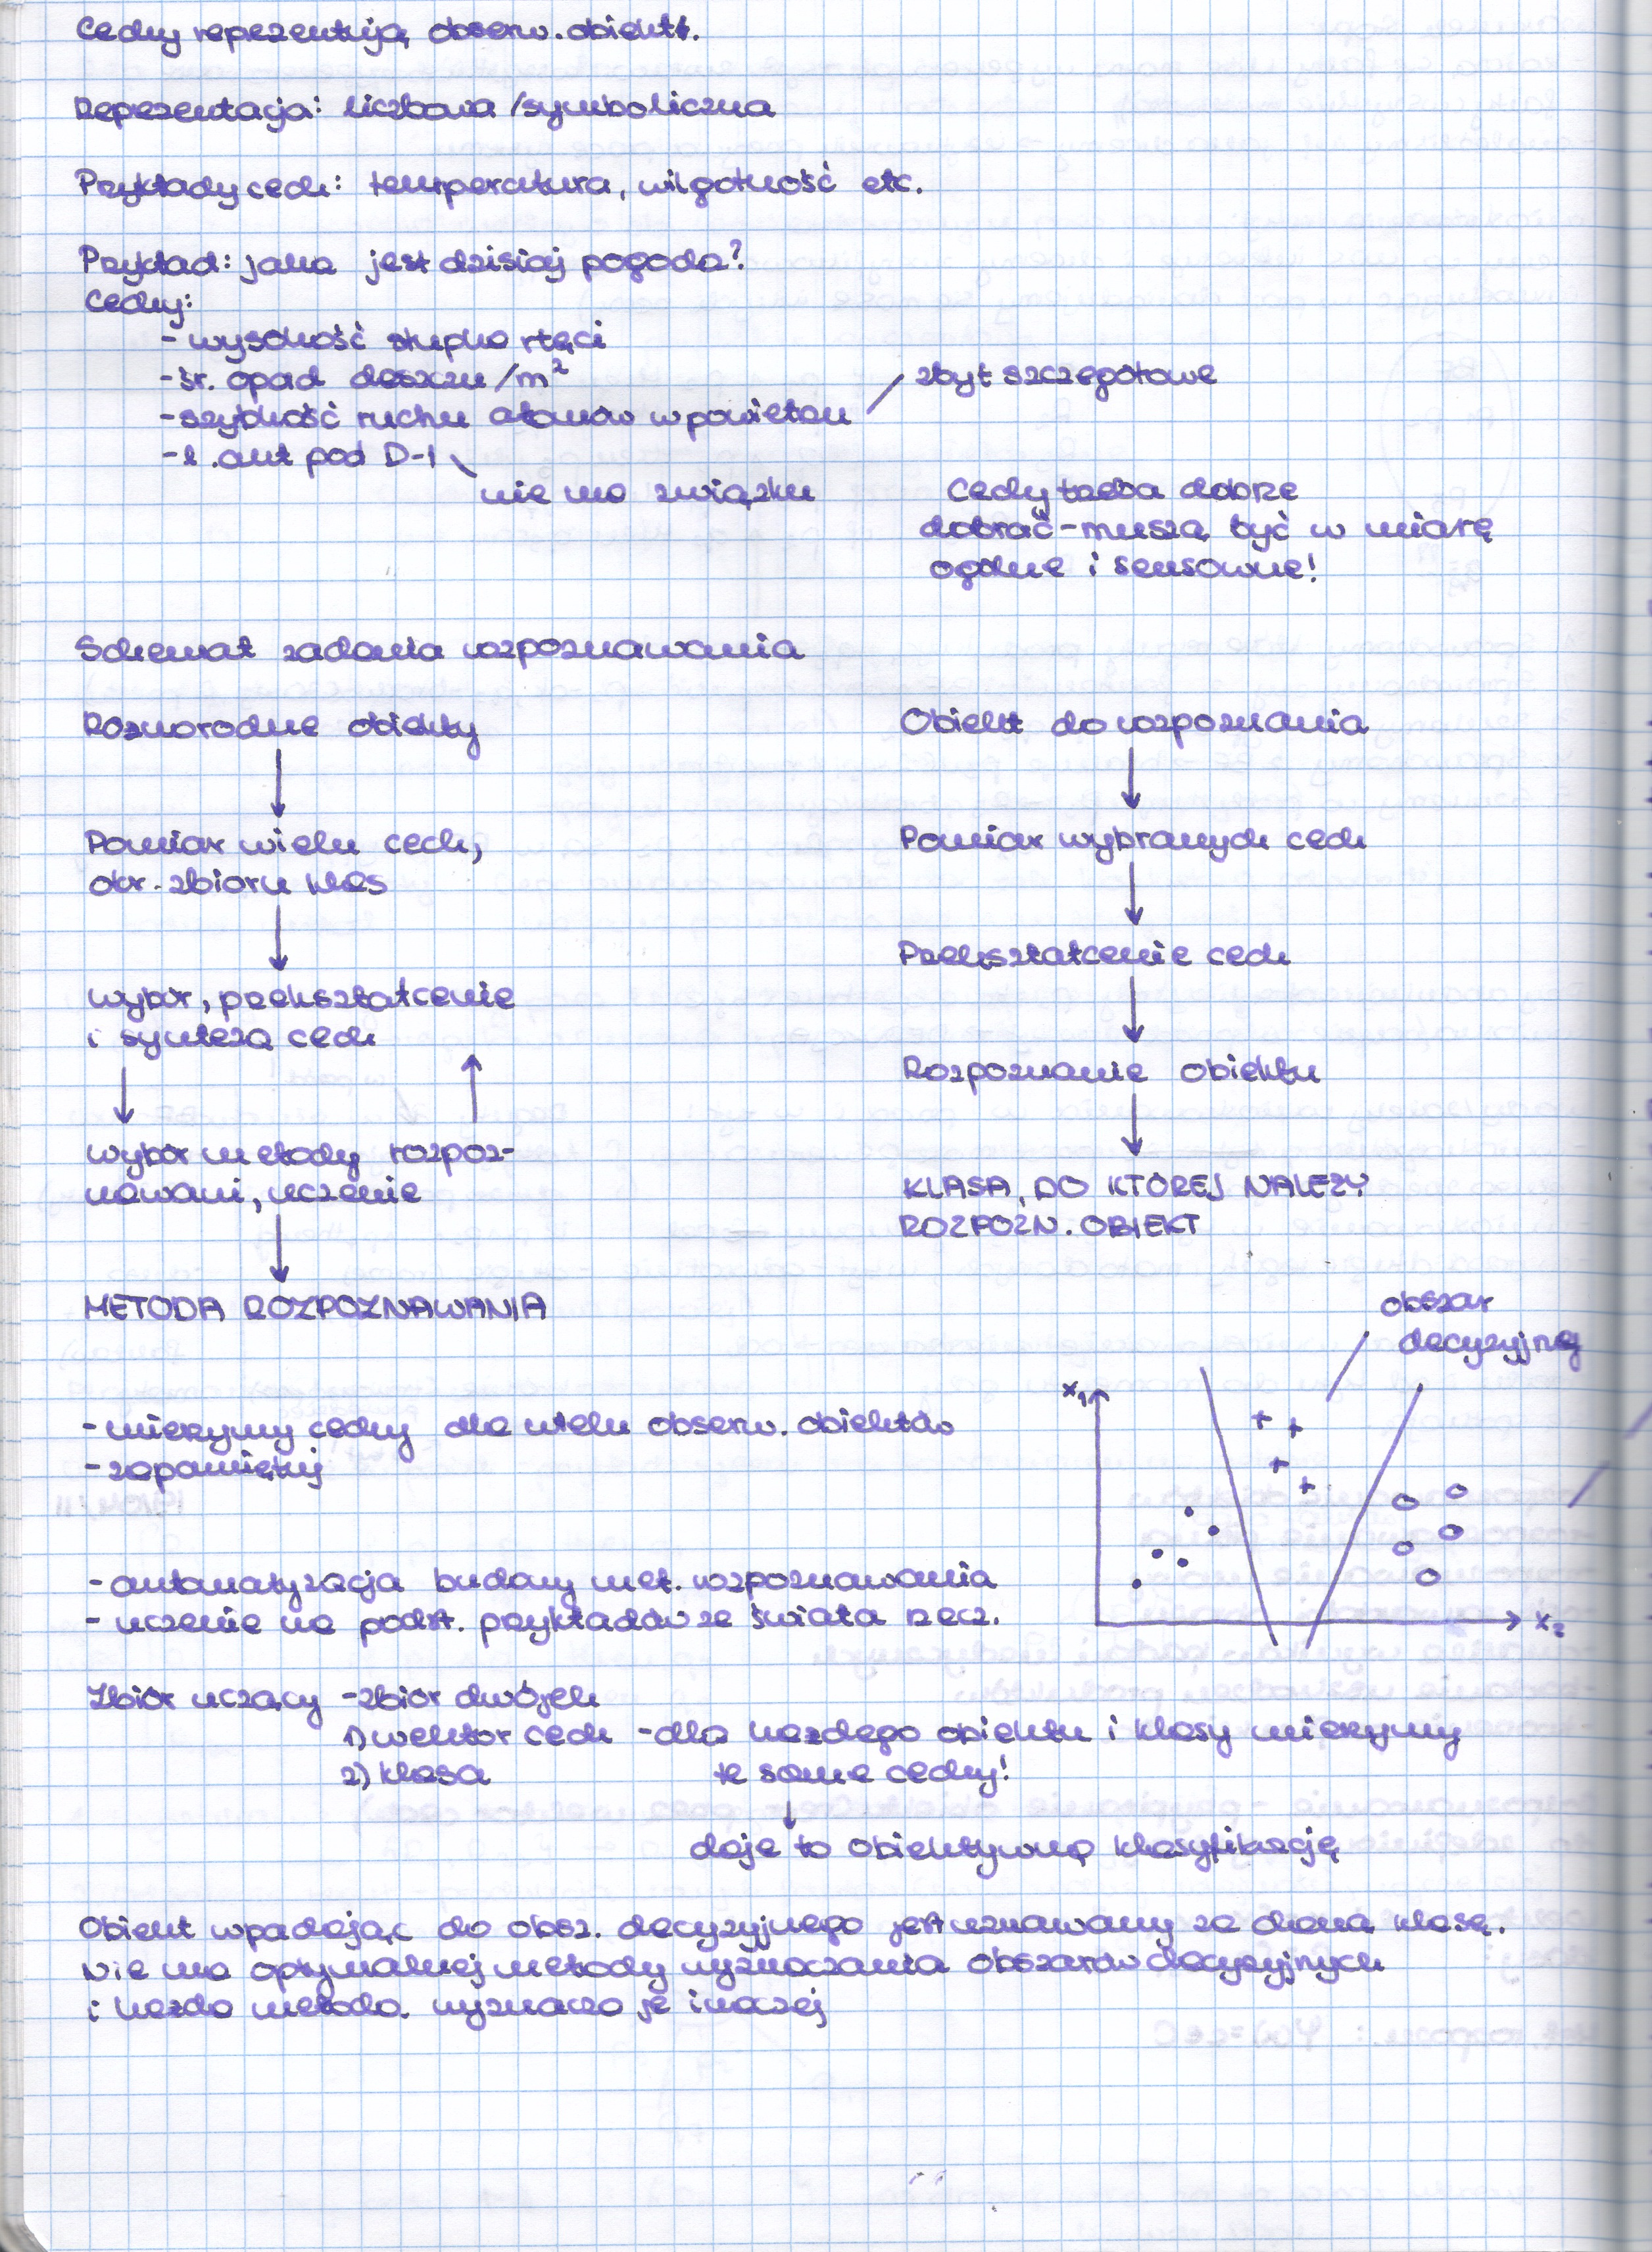 Cechy reprezentują obserw. obiekt.
Reprezentacja: liczbowa/symboliczna
Przykłady cech: temperatura, wilgotność etc.
Przykład: jaka jest dzisiaj pogoda?
Cechy:
- wysokość słupka rtęci
- śr. opad deszczu/m²
- szybkość ruchu atomów w powietrzu
zbyt szczegółowe
- l. aut pod D-1
nie ma związku
Cechy trzeba dobrze
dobrać - muszą być w miarę
ogólne i sensowne!
Schemat zadania rozpoznawania
Roznorodne obiekty
Pomiar wielu cech,
okr. zbioru klas
wybór, przekształcenie
i synteza cech
wybór metody rozpoz-
nawani, uczenie
METODA ROZPOZNAWANIA
Obiekt do rozpoznania
Pomiar wybranych cech
Przekształcenie cech
Rozpoznanie obiektu
KLASA, DO KTÓREJ NALEŻY
ROZPOZN. OBIEKT
obszar
decyzyjny
x₁
x₂
- mierzymy cechy dla wielu obserw. obiektów
- zapamiętuj
- automatyzacja budowy met. rozpoznawania
- uczenie na podst. przykładów ze świata rzecz.
Zbiór uczący - zbiór dwójek
1) wektor cech - dla każdego obiektu i klasy mierzymy
2) klasa te same cechy!
daje to obiektywną klasyfikację
Obiekt wpadając do obsz. decyzyjnego jest uznawany za daną klasę.
Nie ma optymalnej metody wyznaczania obszarów decyzyjnych
i każda metoda wyznacza je inaczej